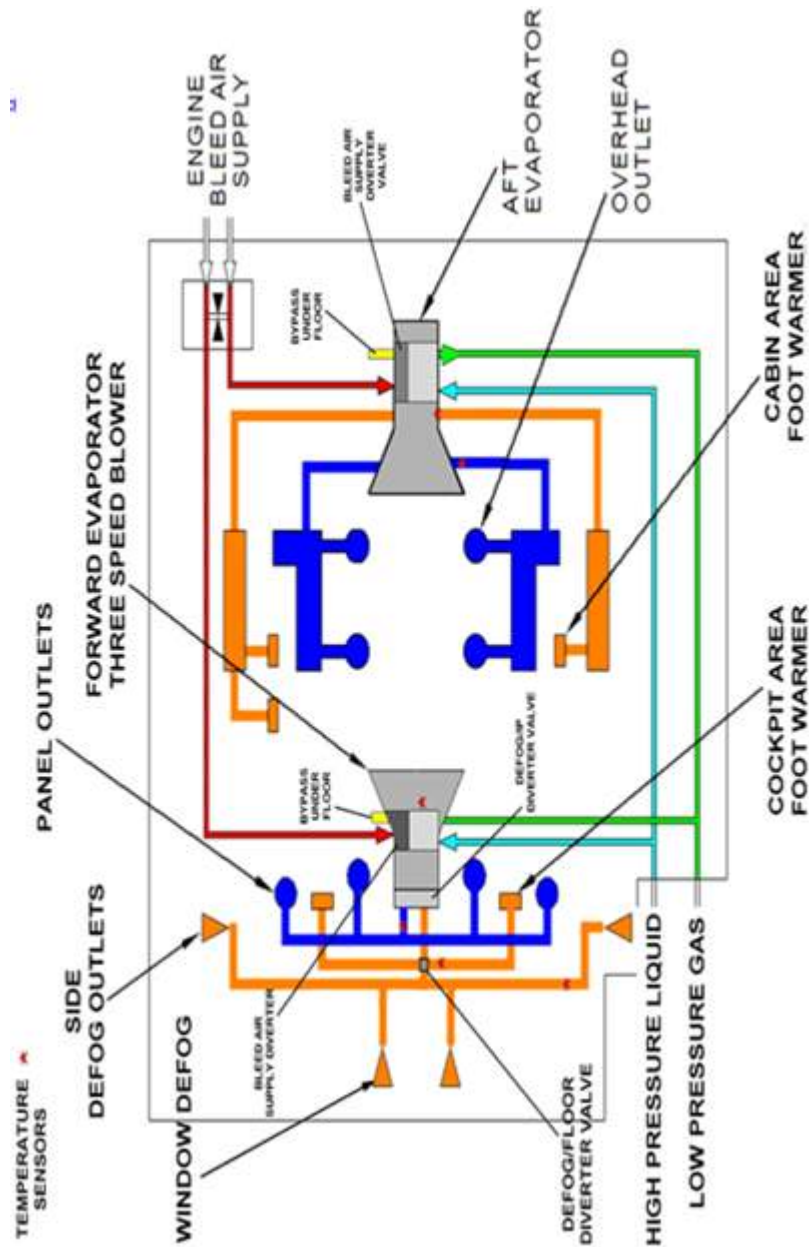 TEMPERATURE
SENSORS
SIDE
DEFOG OUTLETS
WINDOW DEFOG
PANEL OUTLETS
FORWARD EVAPORATOR
THREE SPEED BLOWER
ENGINE
BLEED AIR
SUPPLY
BLEED AIR
SUPPLY
DIVERTER
VALVE
BYPASS
UNDER
FLOOR
BYPASS
UNDER
FLOOR
AFT
EVAPORATOR
OVERHEAD
OUTLET
BLEED AIR
SUPPLY DIVERTER
DEFOG/IP
DIVERTER VALVE
DEFOG/FLOOR
DIVERTER VALVE
HIGH PRESSURE LIQUID
LOW PRESSURE GAS
COCKPIT AREA
FOOT WARMER
CABIN AREA
FOOT WARMER